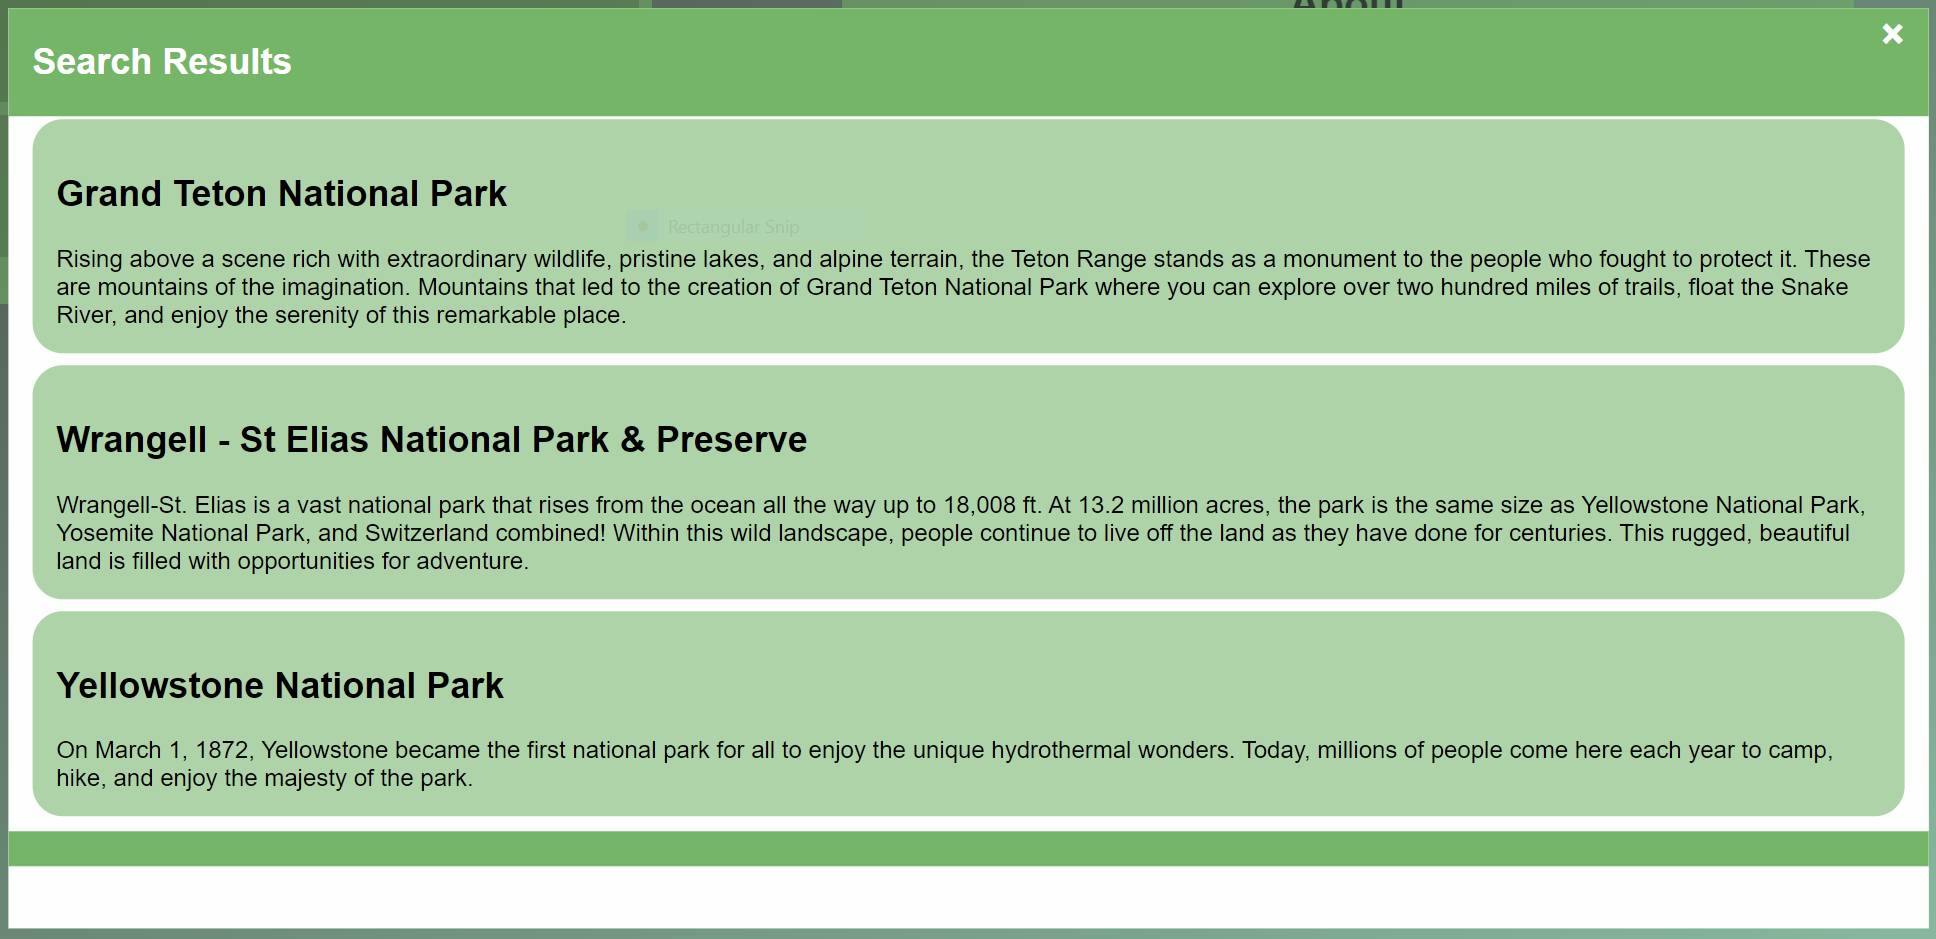 About
Search Results
×
Grand Teton National Park
Rectangular Snip
Rising above a scene rich with extraordinary wildlife, pristine lakes, and alpine terrain, the Teton Range stands as a monument to the people who fought to protect it. These
are mountains of the imagination. Mountains that led to the creation of Grand Teton National Park where you can explore over two hundred miles of trails, float the Snake
River, and enjoy the serenity of this remarkable place.
Wrangell - St Elias National Park & Preserve
Wrangell-St. Elias is a vast national park that rises from the ocean all the way up to 18,008 ft. At 13.2 million acres, the park is the same size as Yellowstone National Park,
Yosemite National Park, and Switzerland combined! Within this wild landscape, people continue to live off the land as they have done for centuries. This rugged, beautiful
land is filled with opportunities for adventure.
Yellowstone National Park
On March 1, 1872, Yellowstone became the first national park for all to enjoy the unique hydrothermal wonders. Today, millions of people come here each year to camp,
hike, and enjoy the majesty of the park.